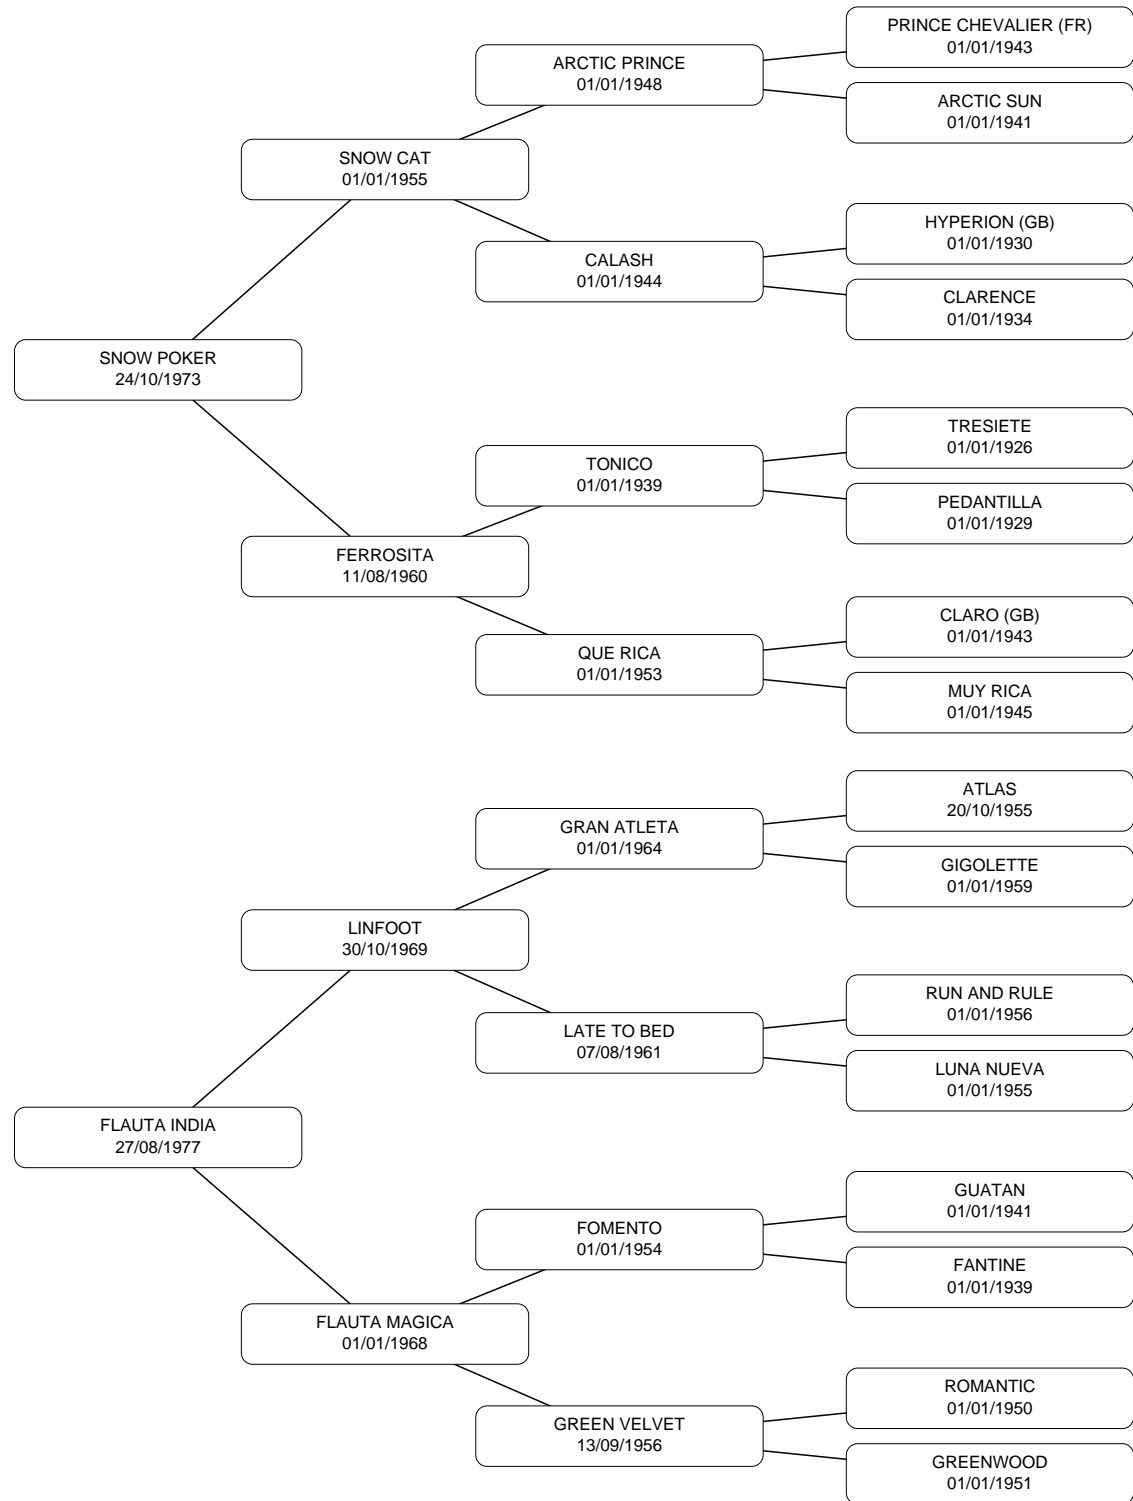 PRINCE CHEVALIER (FR)
01/01/1943
ARCTIC PRINCE
01/01/1948
ARCTIC SUN
01/01/1941
SNOW CAT
01/01/1955
HYPERION (GB)
01/01/1930
CALASH
01/01/1944
CLARENCE
01/01/1934
SNOW POKER
24/10/1973
TRESIETE
01/01/1926
TONICO
01/01/1939
PEDANTILLA
01/01/1929
FERROSITA
11/08/1960
CLARO (GB)
01/01/1943
QUE RICA
01/01/1953
MUY RICA
01/01/1945
ATLAS
20/10/1955
GRAN ATLETA
01/01/1964
GIGOLETTE
01/01/1959
LINFOOT
30/10/1969
RUN AND RULE
01/01/1956
LATE TO BED
07/08/1961
LUNA NUEVA
01/01/1955
FLAUTA INDIA
27/08/1977
GUATAN
01/01/1941
FOMENTO
01/01/1954
FANTINE
01/01/1939
FLAUTA MAGICA
01/01/1968
ROMANTIC
01/01/1950
GREEN VELVET
13/09/1956
GREENWOOD
01/01/1951